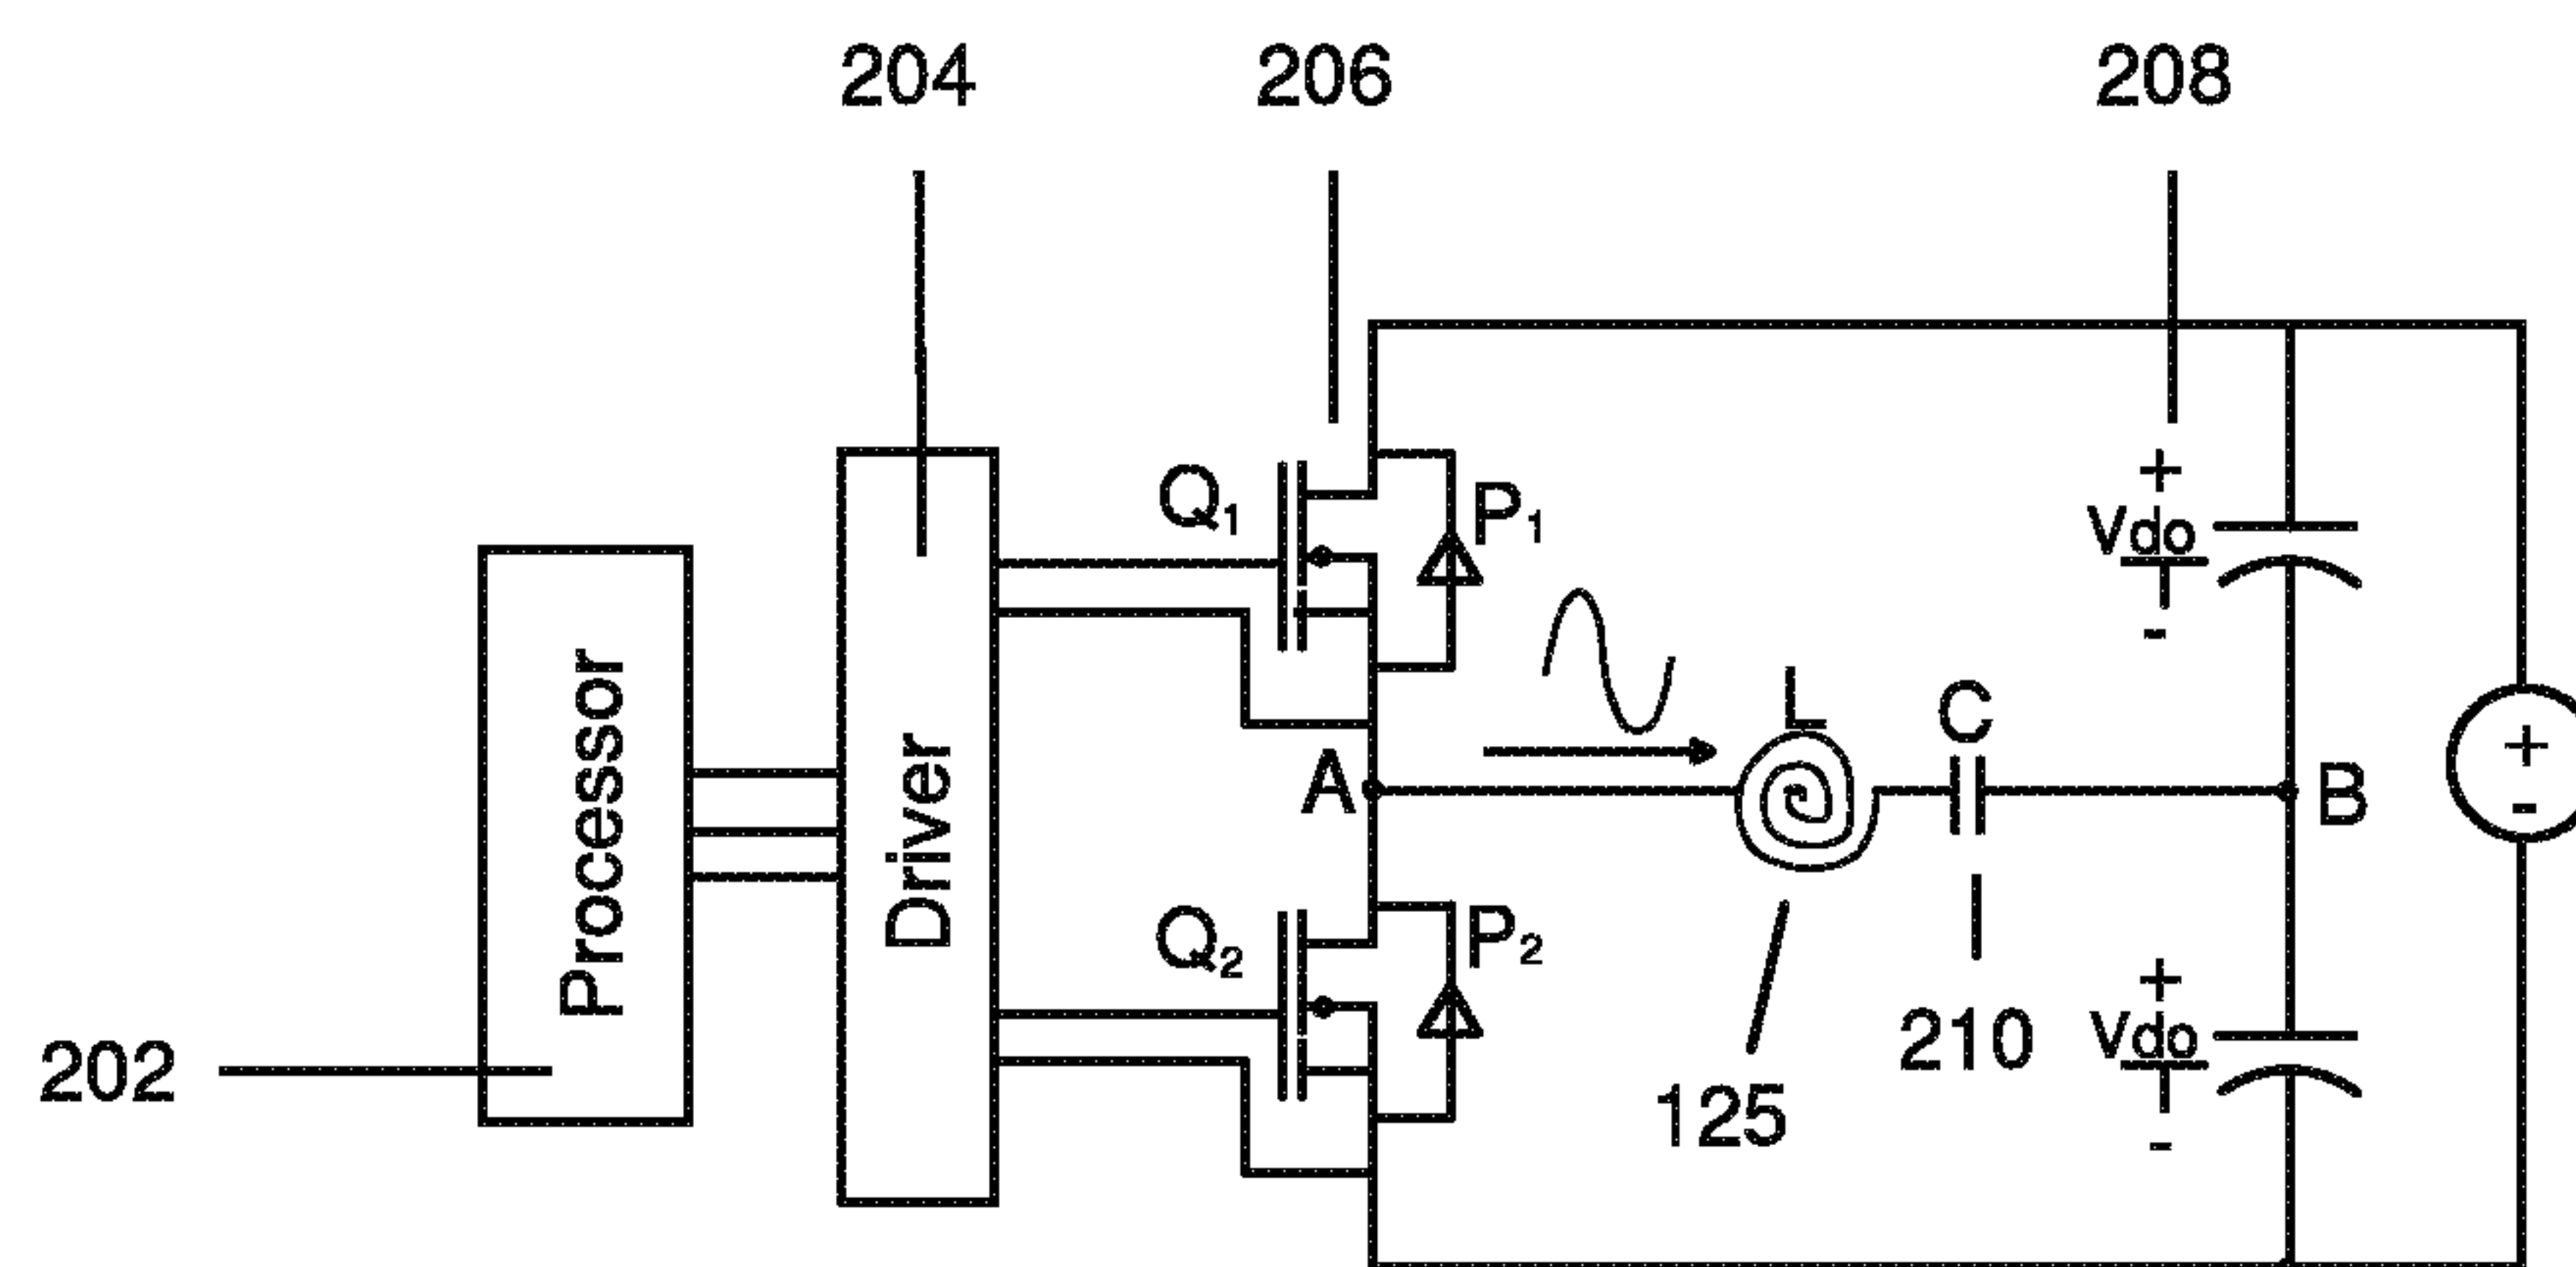 204
206
208
Q1
P1
+
Vdo
-
Processor
Driver
L
C
A
B
+
-
Q2
P2
+
Vdo
-
202
125
210